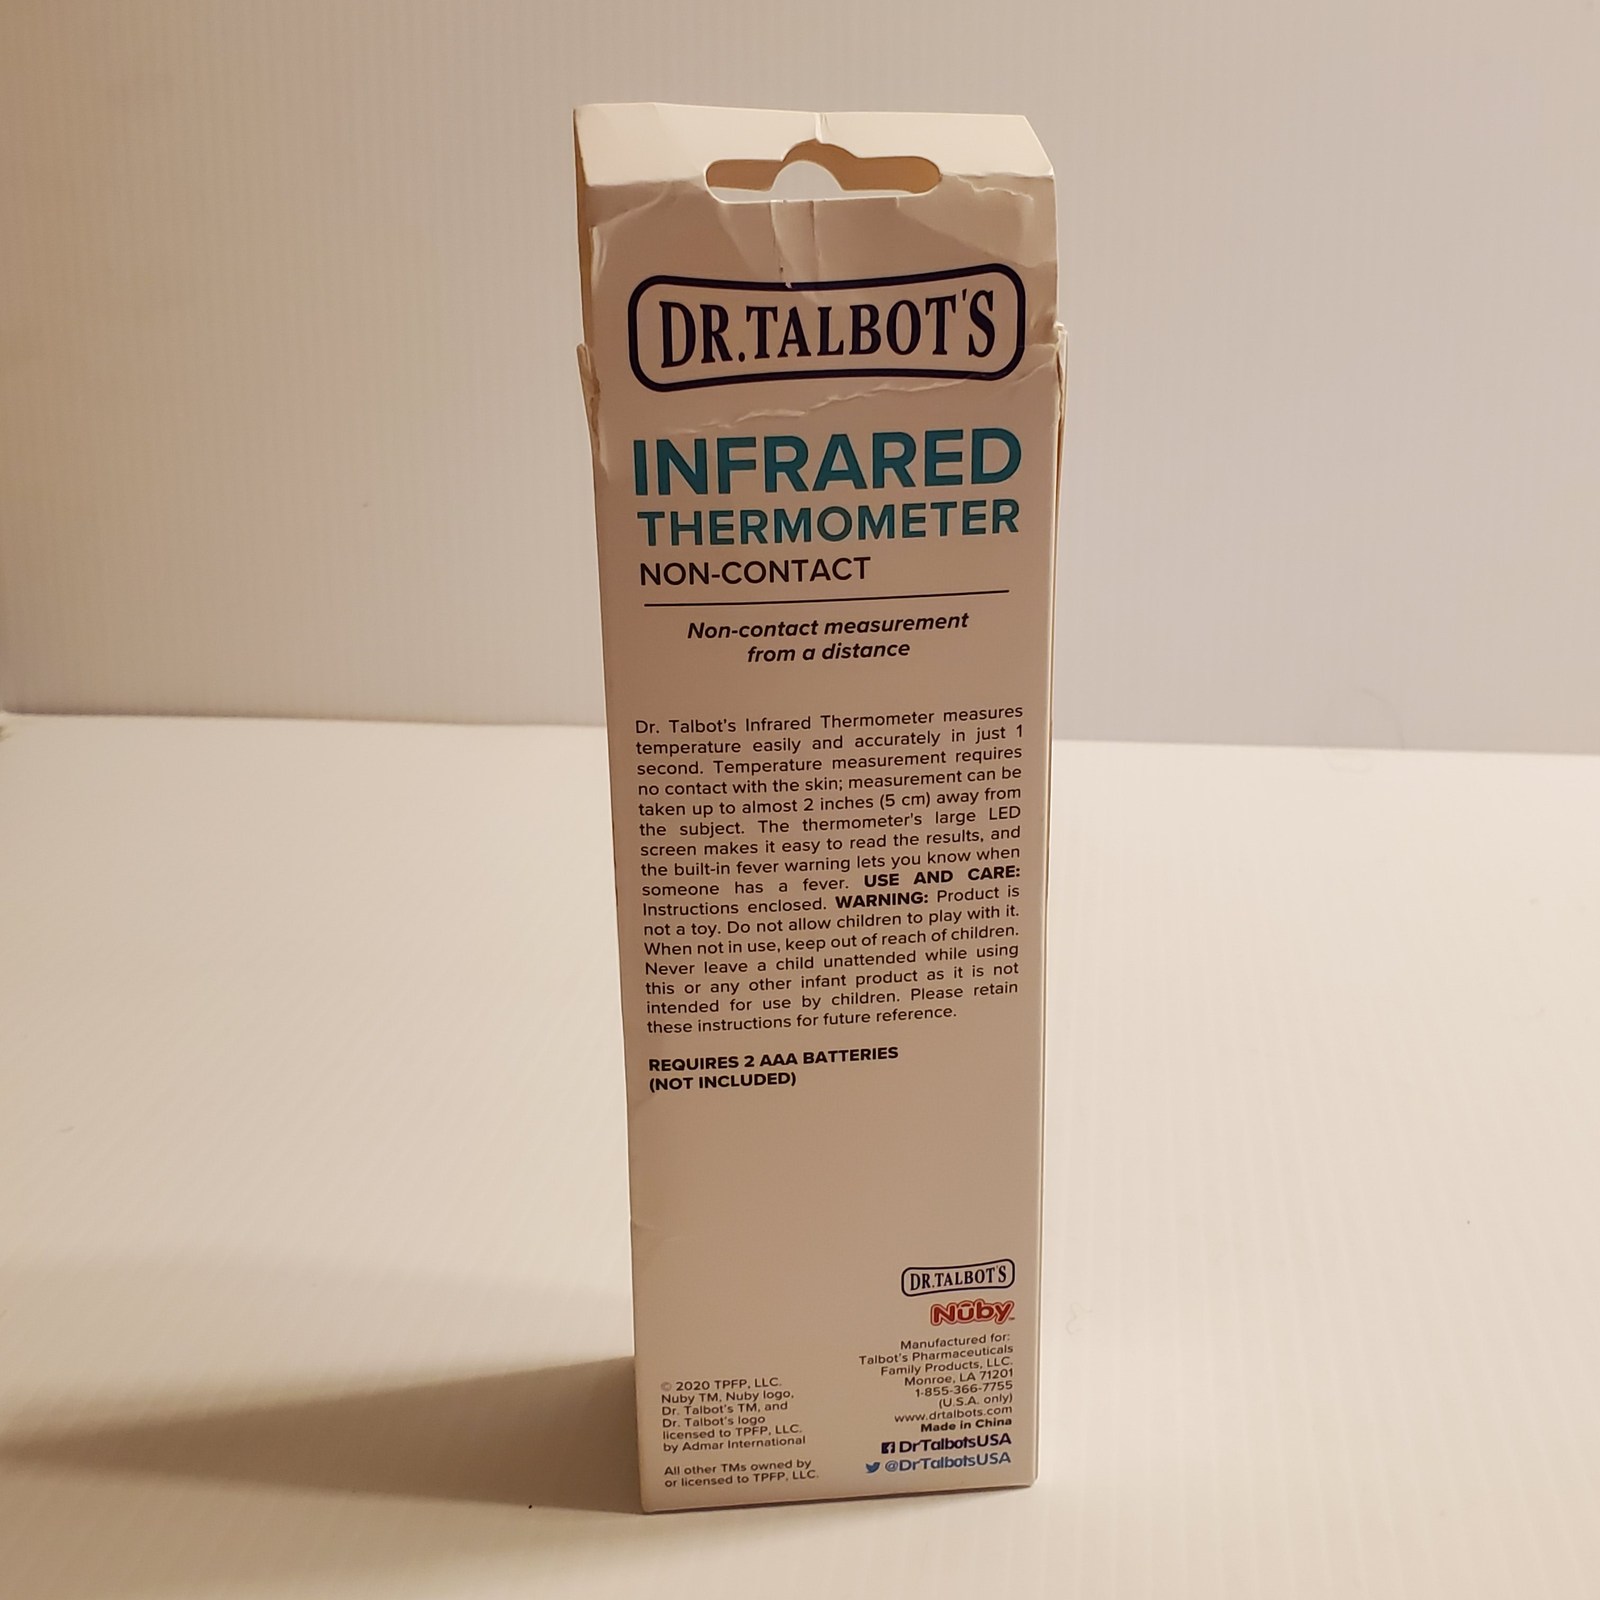 DR. TALBOT'S
INFRARED
THERMOMETER
NON-CONTACT
Non-contact measurement
from a distance
Dr. Talbot's Infrared Thermometer measures
temperature easily and accurately in just 1
second. Temperature measurement requires
no contact with the skin; measurement can be
taken up to almost 2 inches (5 cm) away from
the subject. The thermometer's large LED
screen makes it easy to read the results, and
the built-in fever warning lets you know when
someone has a fever. USE AND CARE:
Instructions enclosed. WARNING: Product is
not a toy. Do not allow children to play with it.
When not in use, keep out of reach of children.
Never leave a child unattended while using
this or any other infant product as it is not
intended for use by children. Please retain
these instructions for future reference.
REQUIRES 2 AAA BATTERIES
(NOT INCLUDED)
© 2020 TPFP, LLC.
Nuby TM, Nuby logo,
Dr. Talbot's TM, and
Dr. Talbot's logo
licensed to TPFP, LLC.
by Admar International
All other TMs owned by
or licensed to TPFP, LLC.
DR. TALBOT'S
Nûby™
Manufactured for:
Talbot's Pharmaceuticals
Family Products, LLC.
Monroe, LA 71201
1-855-366-7755
(U.S.A. only)
www.drtalbots.com
Made in China
DrTalbotsUSA
@DrTalbotsUSA